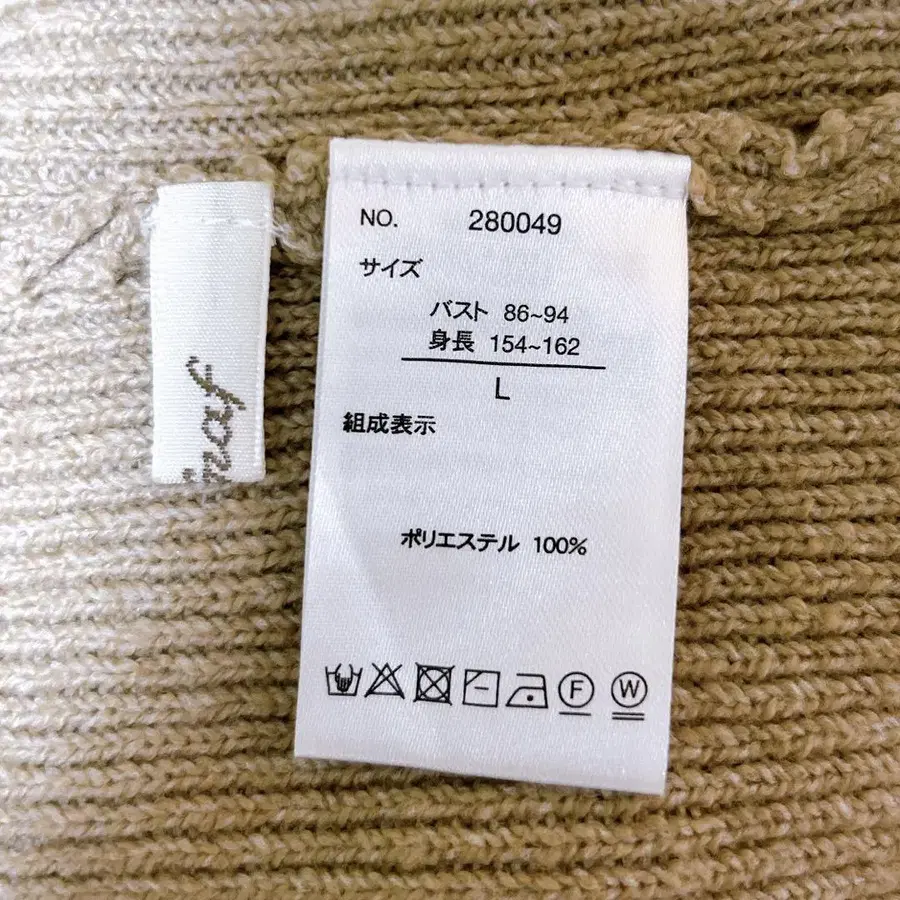 NO. 280049
サイズ
バスト 86~94
身長 154~162
L
組成表示
ポリエステル 100%
F
W